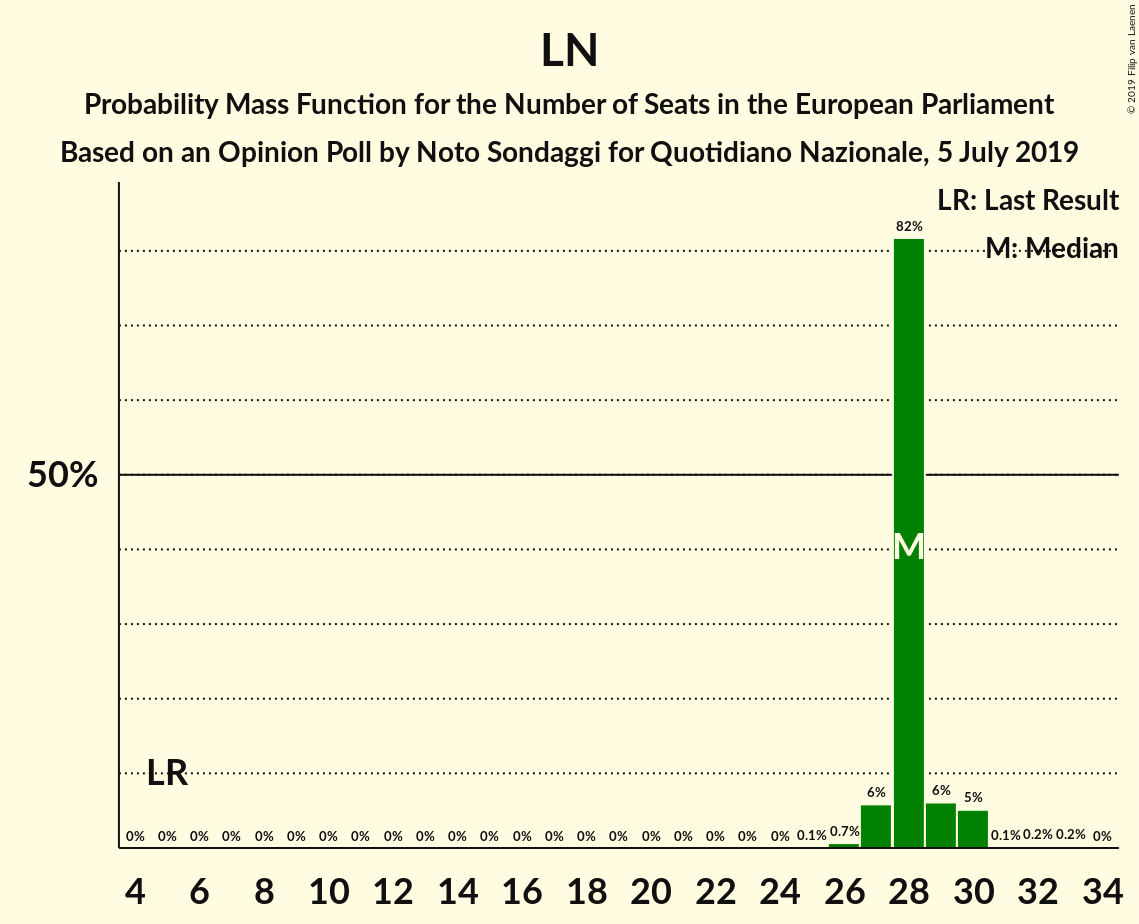 LN
Probability Mass Function for the Number of Seats in the European Parliament
Based on an Opinion Poll by Noto Sondaggi for Quotidiano Nazionale, 5 July 2019
© 2019 Filip van Laenen
LR: Last Result
M: Median
82%
50%
M
LR
0% 0% 0% 0% 0% 0% 0% 0% 0% 0% 0% 0% 0% 0% 0% 0% 0% 0% 0% 0% 0% 0.1% 0.7% 6% 6% 5% 0.1% 0.2% 0.2% 0%
4 6 8 10 12 14 16 18 20 22 24 26 28 30 32 34